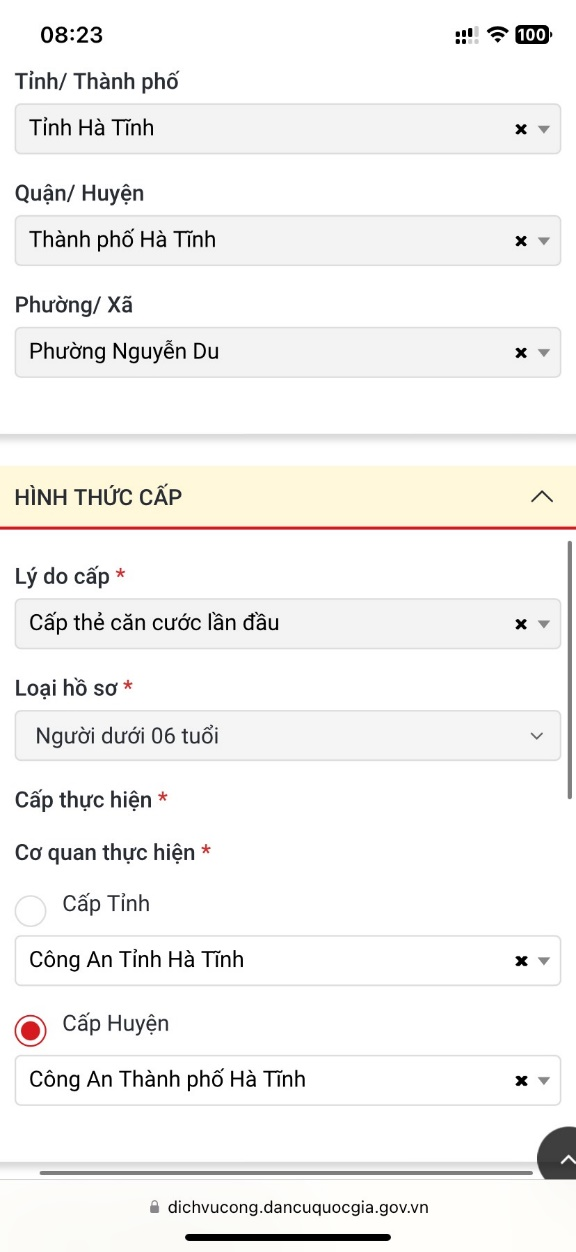 08:23
100
Tỉnh/ Thành phố
Tỉnh Hà Tĩnh
Quận/ Huyện
Thành phố Hà Tĩnh
Phường/ Xã
Phường Nguyễn Du
HÌNH THỨC CẤP
Lý do cấp *
Cấp thẻ căn cước lần đầu
Loại hồ sơ *
Người dưới 06 tuổi
Cấp thực hiện *
Cơ quan thực hiện *
Cấp Tỉnh
Công An Tỉnh Hà Tĩnh
Cấp Huyện
Công An Thành phố Hà Tĩnh
dichvucong.dancuquocgia.gov.vn